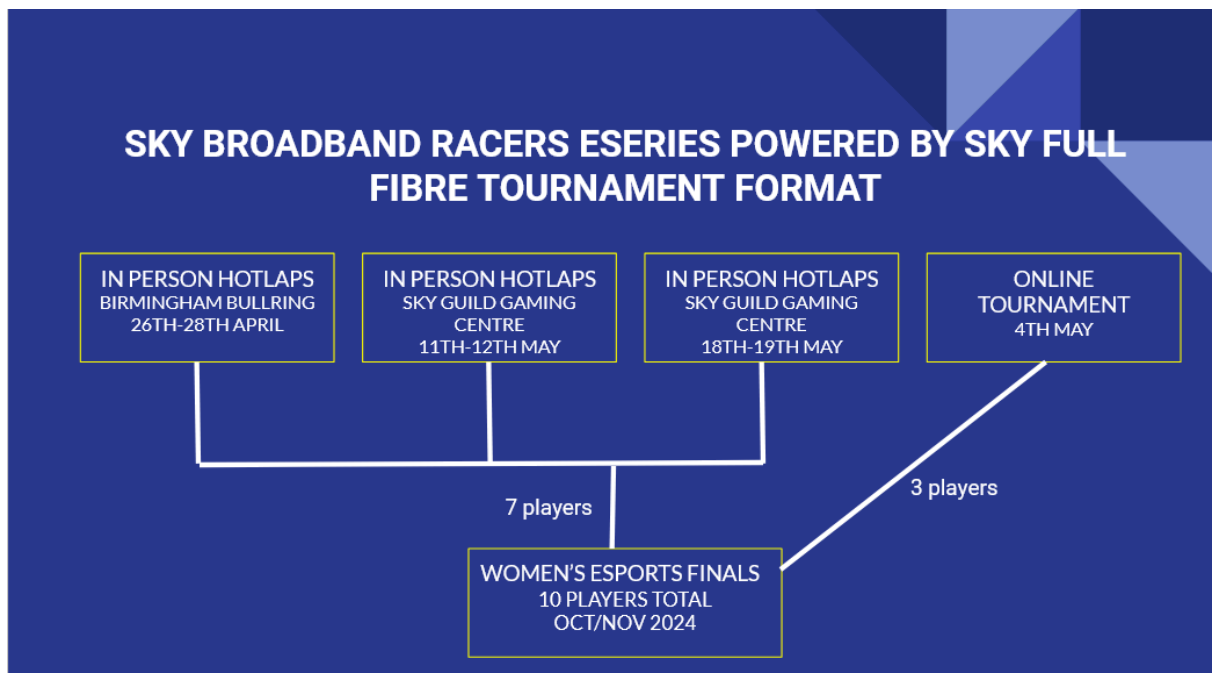 SKY BROADBAND RACERS ESERIES POWERED BY SKY FULL
FIBRE TOURNAMENT FORMAT
IN PERSON HOTLAPS
BIRMINGHAM BULLRING
26TH-28TH APRIL
IN PERSON HOTLAPS
SKY GUILD GAMING
CENTRE
11TH-12TH MAY
IN PERSON HOTLAPS
SKY GUILD GAMING
CENTRE
18TH-19TH MAY
ONLINE
TOURNAMENT
4TH MAY
7 players
3 players
WOMEN'S ESPORTS FINALS
10 PLAYERS TOTAL
OCT/NOV 2024